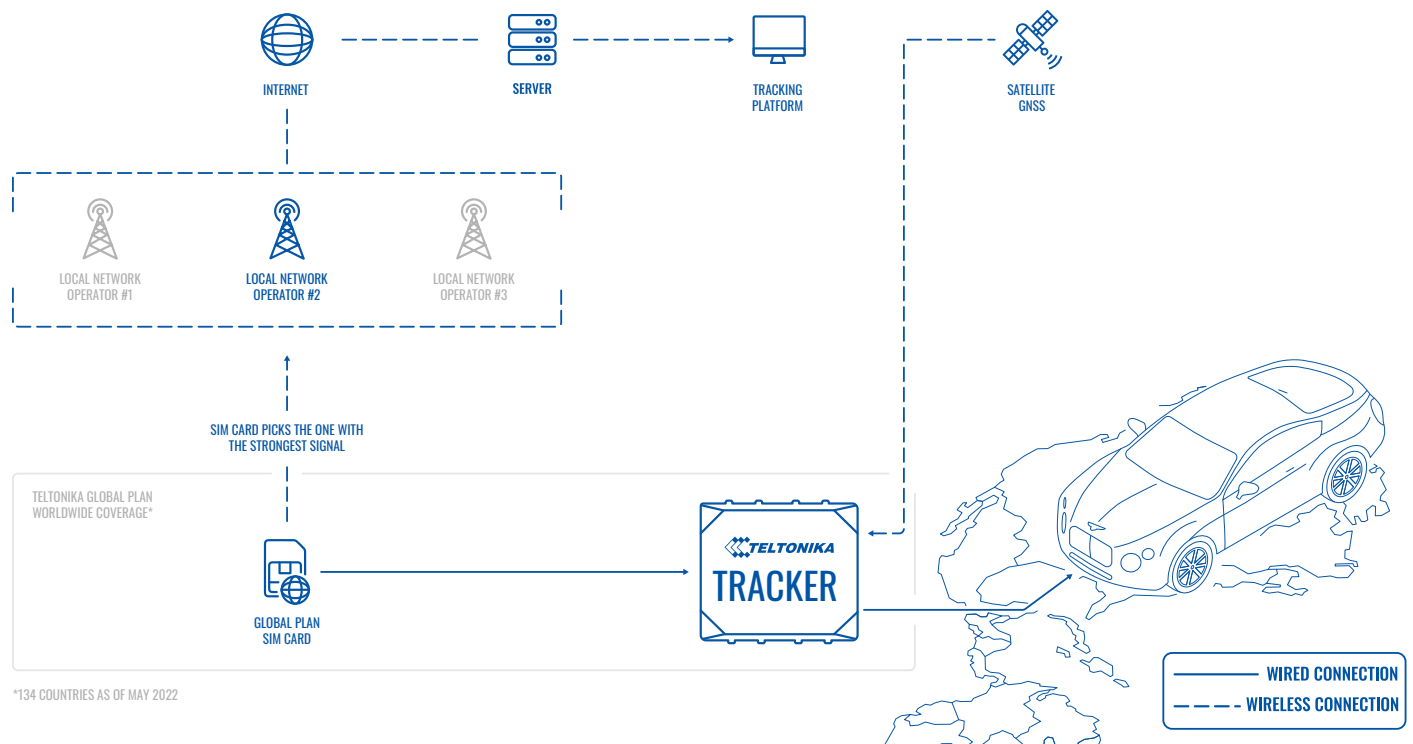 INTERNET
SERVER
TRACKING
PLATFORM
SATELLITE
GNSS
LOCAL NETWORK
OPERATOR #1
LOCAL NETWORK
OPERATOR #2
LOCAL NETWORK
OPERATOR #3
SIM CARD PICKS THE ONE WITH
THE STRONGEST SIGNAL
TELTONIKA GLOBAL PLAN
WORLDWIDE COVERAGE*
TELTONIKA
TRACKER
GLOBAL PLAN
SIM CARD
WIRED CONNECTION
WIRELESS CONNECTION
*134 COUNTRIES AS OF MAY 2022